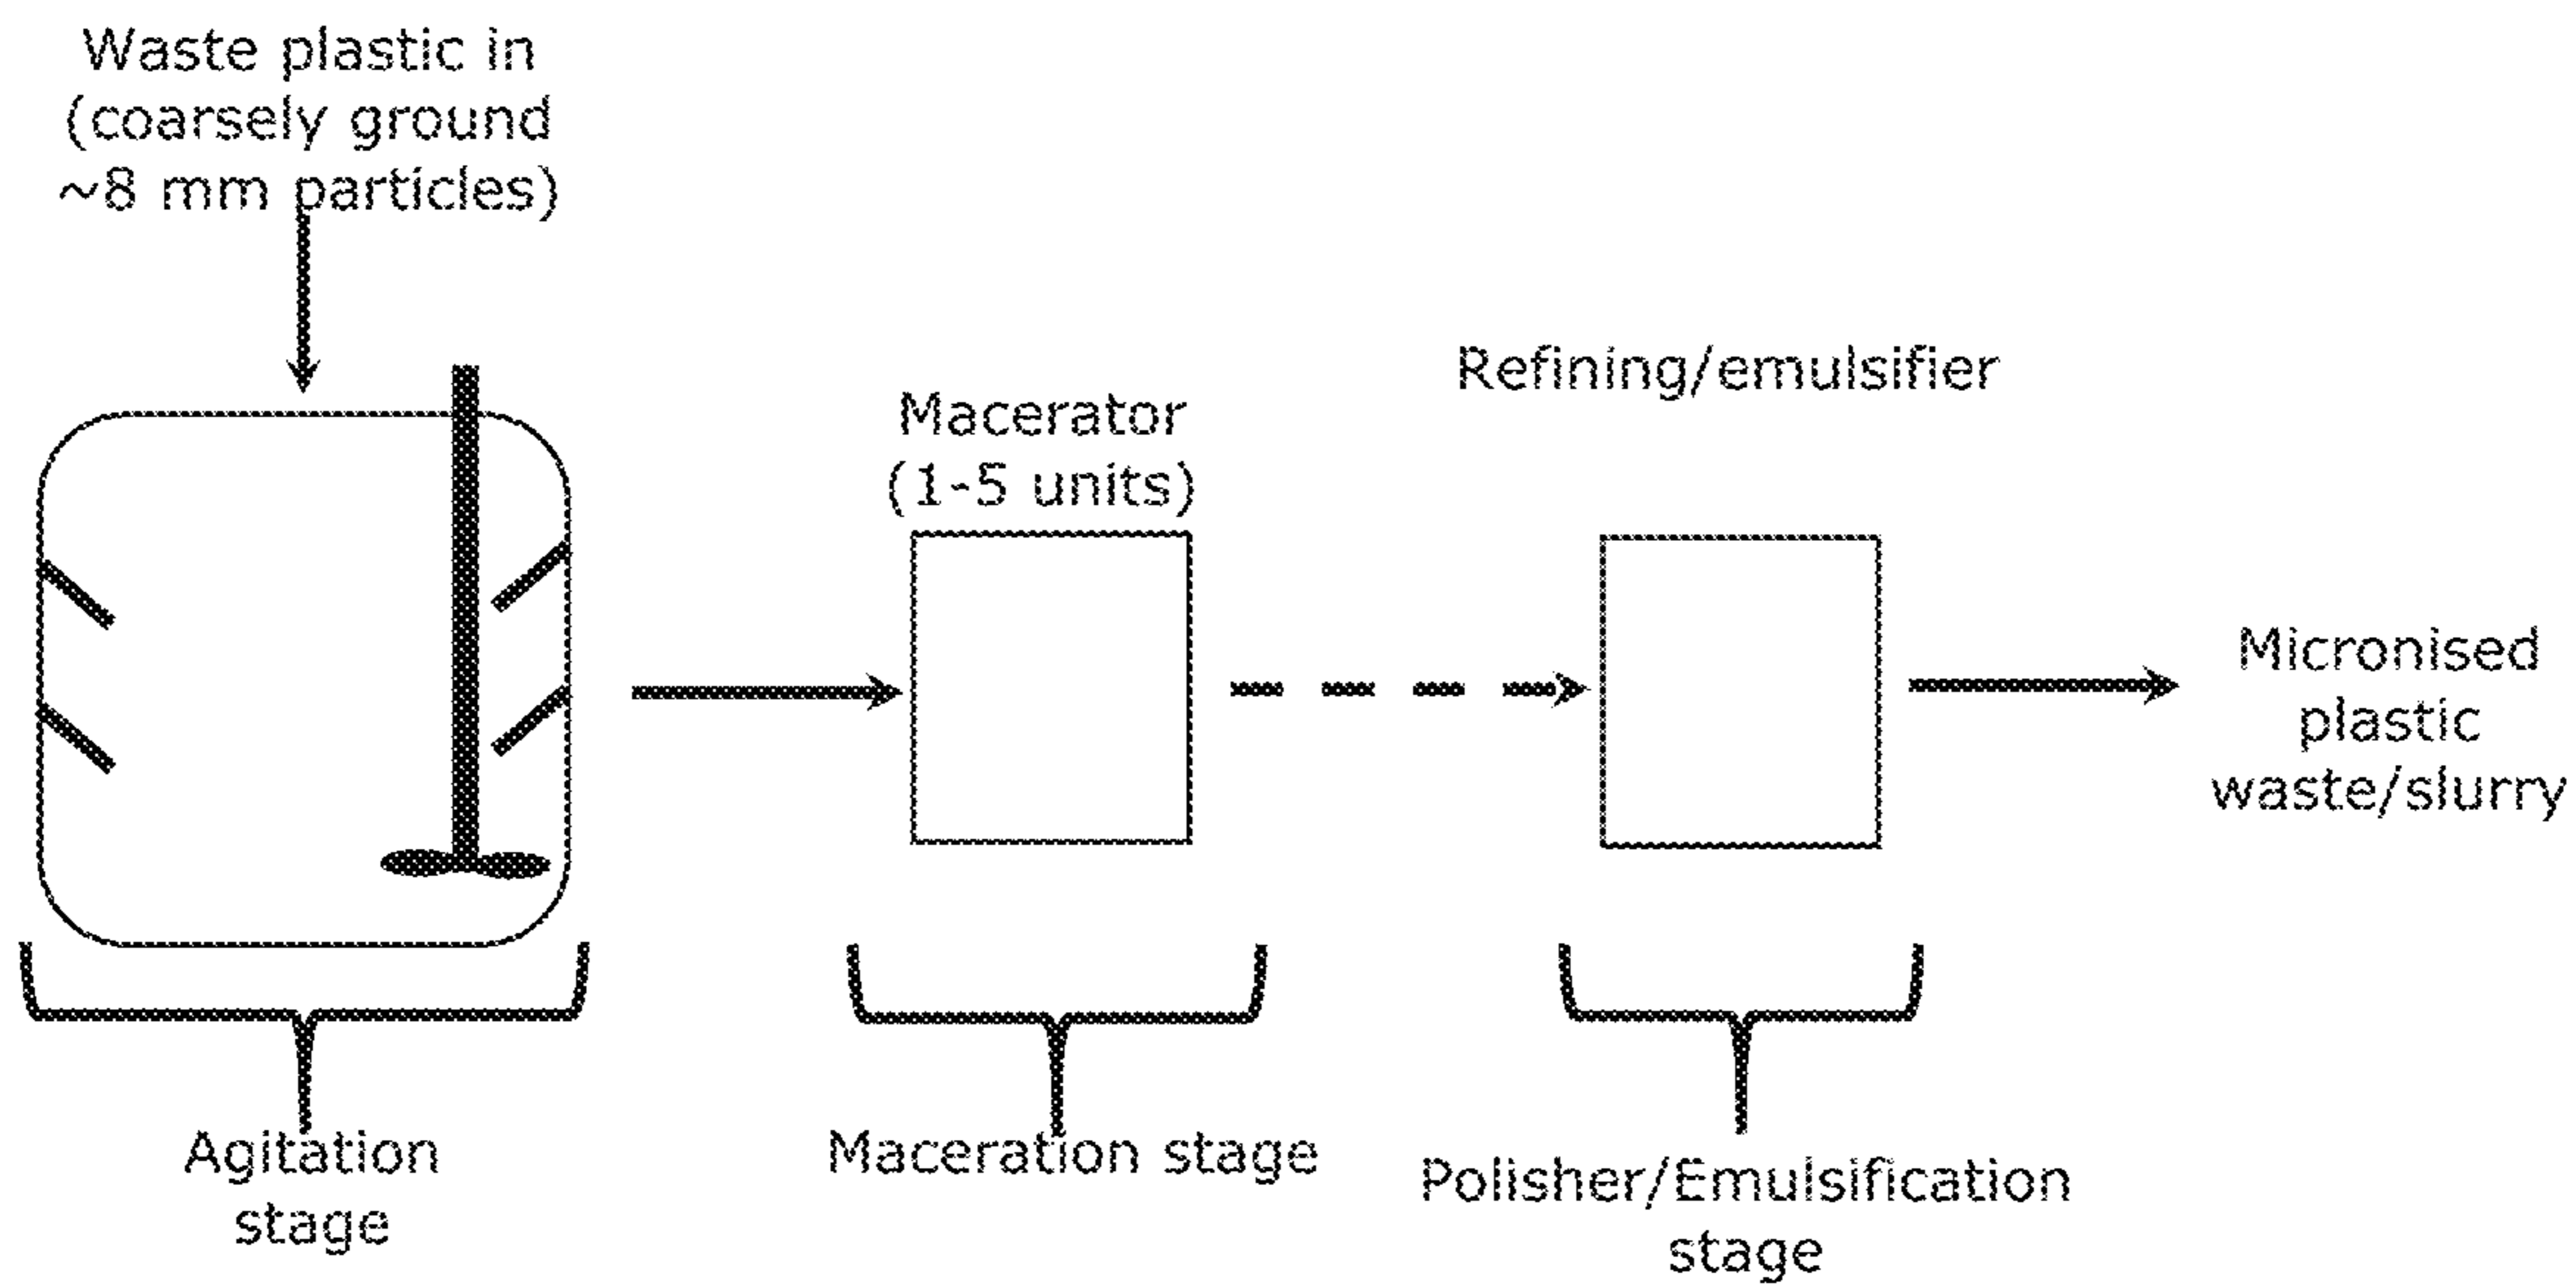 Waste plastic in
(coarsely ground
~8 mm particles)
Macerator
(1-5 units)
Refining/emulsifier
Micronised
plastic
waste/slurry
Agitation
stage
Maceration stage
Polisher/Emulsification
stage